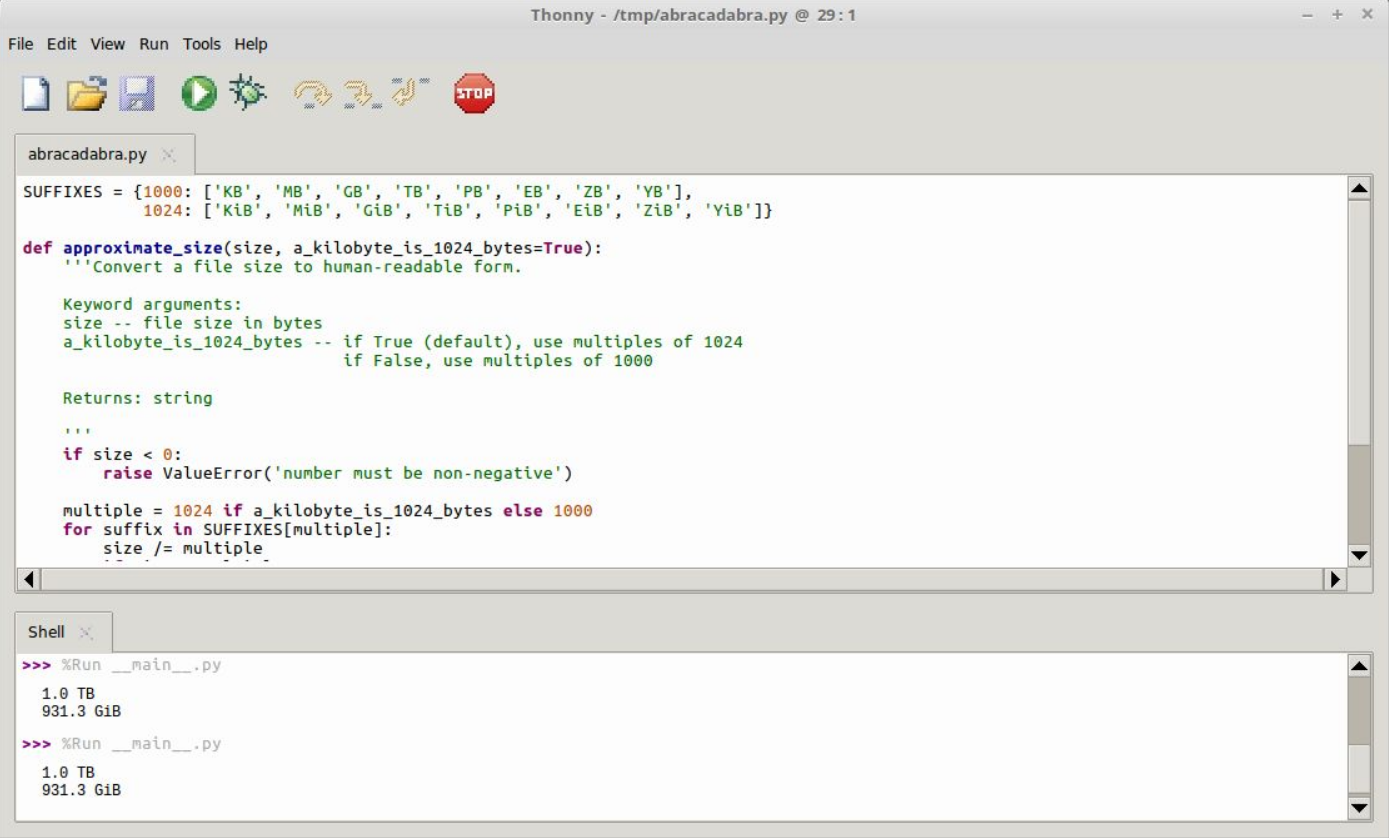 Thonny - /tmp/abracadabra.py @ 29:1
File Edit View Run Tools Help
STOP
abracadabra.py
SUFFIXES = {1000: ['KB', 'MB', 'GB', 'TB', 'PB', 'EB', 'ZB', 'YB'],
            1024: ['KiB', 'MiB', 'GiB', 'TiB', 'PiB', 'EiB', 'ZiB', 'YiB']}
def approximate_size(size, a_kilobyte_is_1024_bytes=True):
    '''Convert a file size to human-readable form.
    Keyword arguments:
    size -- file size in bytes
    a_kilobyte_is_1024_bytes -- if True (default), use multiples of 1024
                                if False, use multiples of 1000
    Returns: string
    '''
    if size < 0:
        raise ValueError('number must be non-negative')
    multiple = 1024 if a_kilobyte_is_1024_bytes else 1000
    for suffix in SUFFIXES[multiple]:
        size /= multiple
Shell
>>> %Run __main__.py
  1.0 TB
  931.3 GiB
>>> %Run __main__.py
  1.0 TB
  931.3 GiB